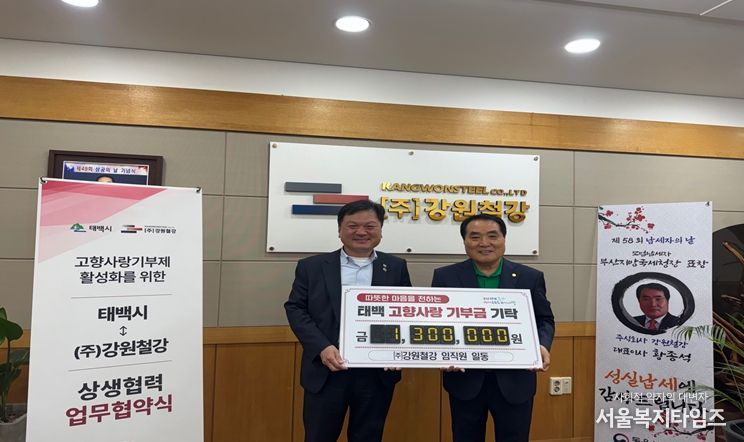 제49회 상공의 날 기념식
태백시 (주)강원철강
고향사랑기부제
활성화를 위한
태백시
↕
(주)강원철강
상생협력
업무협약식
KANGWONSTEEL CO.,LTD
[주]강원철강
따뜻한 마음을 전하는
태백 고향사랑 기부금 기탁
금 1,300,000원
㈜강원철강 임직원 일동
제 58회 납세자의 날
모범납세자
부산지방국세청장 표창
주식회사 강원철강
대표이사 황종석
성실납세에
사회적 약자의 대변자
서울복지타임즈